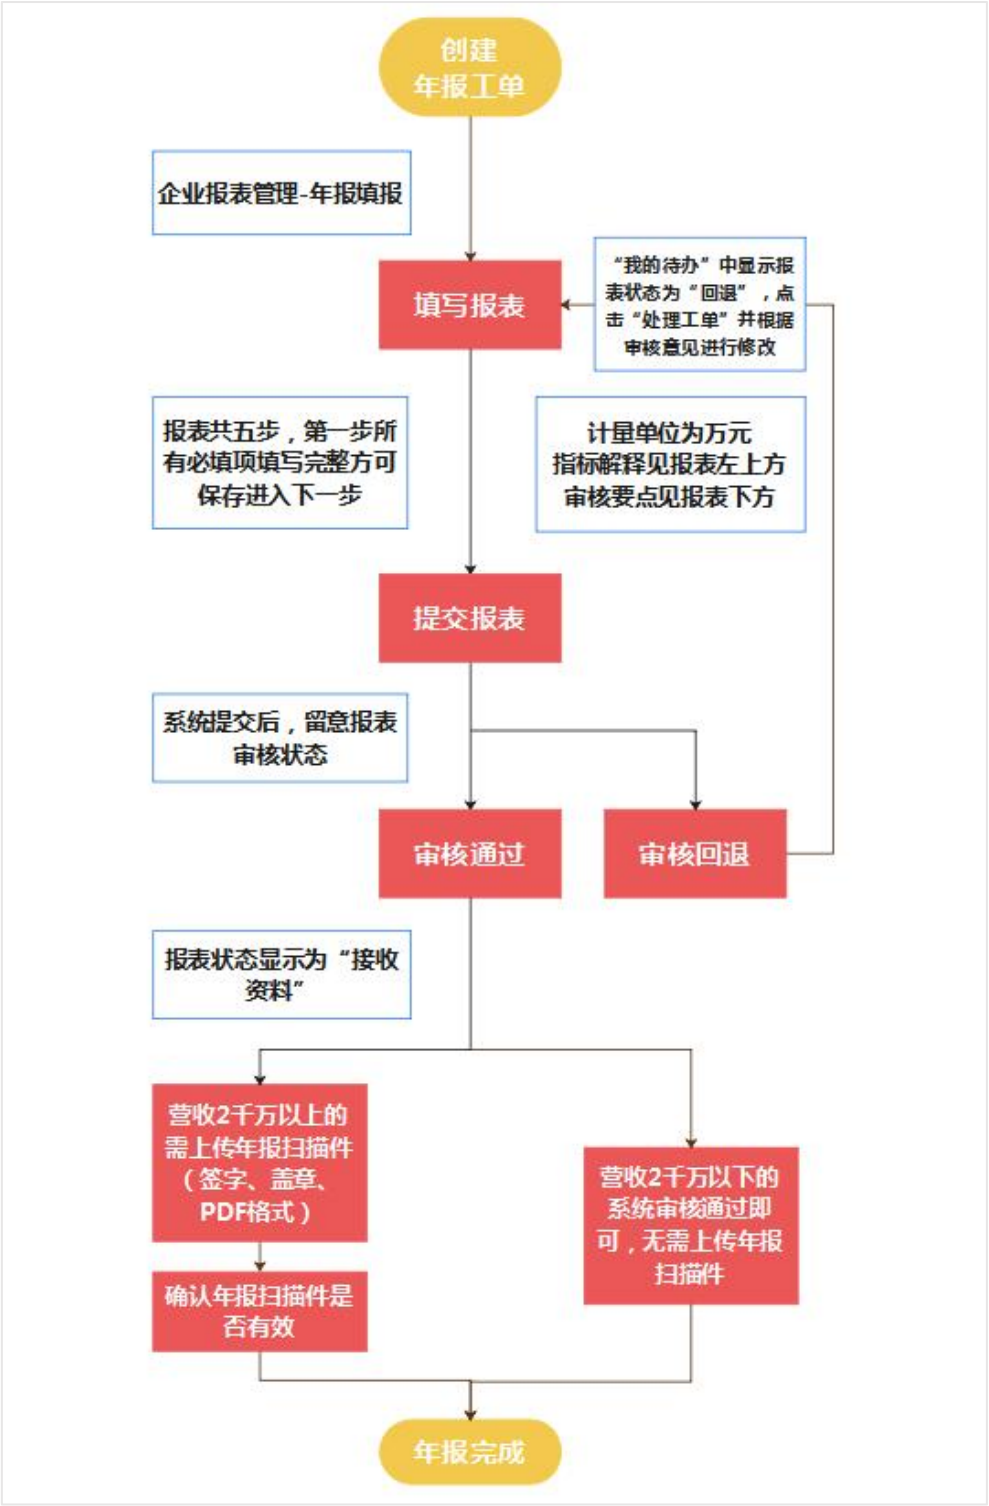 创建
年报工单
企业报表管理-年报填报
填写报表
“我的待办”中显示报
表状态为“回退”，点
击“处理工单”并根据
审核意见进行修改
报表共五步，第一步所
有必填项填写完整方可
保存进入下一步
计量单位为万元
指标解释见报表左上方
审核要点见报表下方
提交报表
系统提交后，留意报表
审核状态
审核通过
审核回退
报表状态显示为“接收
资料”
营收2千万以上的
需上传年报扫描件
（签字、盖章、
PDF格式）
营收2千万以下的
系统审核通过即
可，无需上传年报
扫描件
确认年报扫描件是
否有效
年报完成